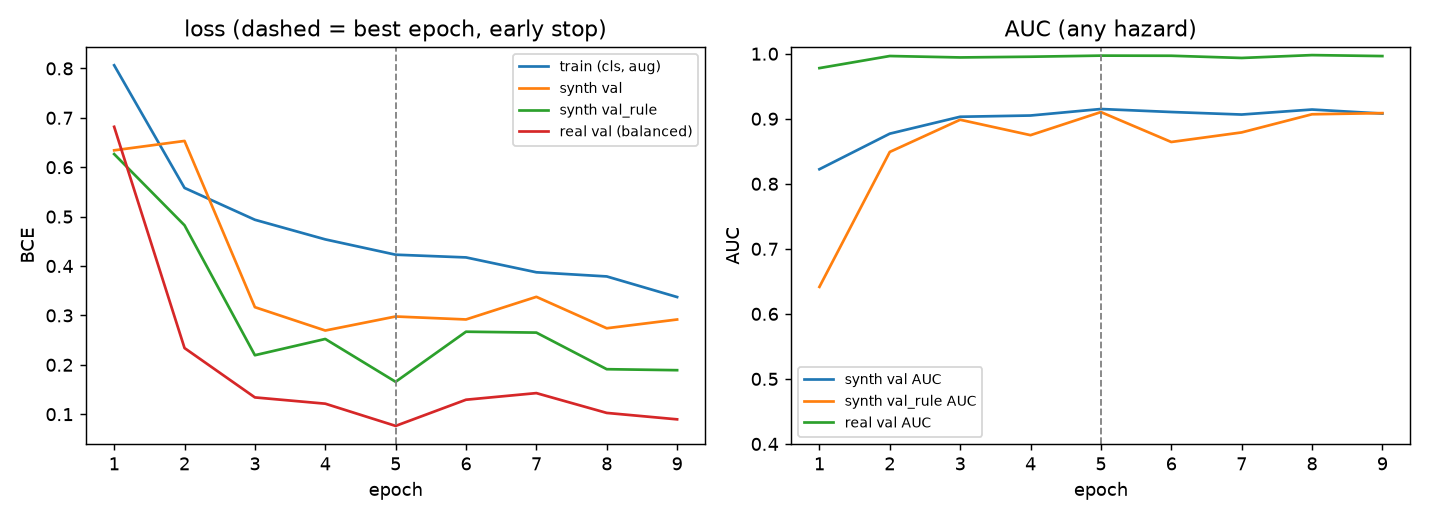 loss (dashed = best epoch, early stop)
BCE
0.8
0.7
0.6
0.5
0.4
0.3
0.2
0.1
train (cls, aug)
synth val
synth val_rule
real val (balanced)
1 2 3 4 5 6 7 8 9
epoch
AUC (any hazard)
AUC
1.0
0.9
0.8
0.7
0.6
0.5
0.4
synth val AUC
synth val_rule AUC
real val AUC
1 2 3 4 5 6 7 8 9
epoch